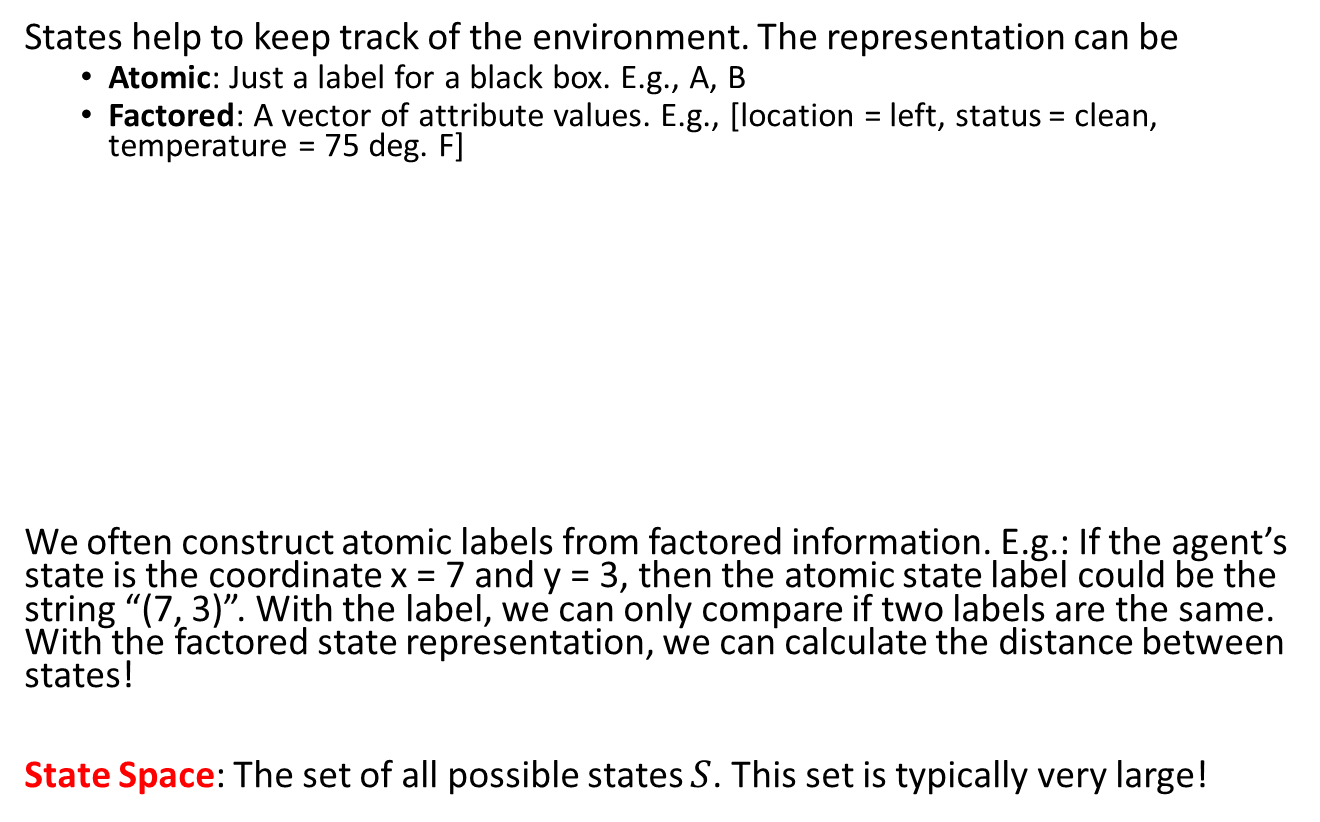 States help to keep track of the environment. The representation can be
• Atomic: Just a label for a black box. E.g., A, B
• Factored: A vector of attribute values. E.g., [location = left, status = clean,
temperature = 75 deg. F]
We often construct atomic labels from factored information. E.g.: If the agent’s
state is the coordinate x = 7 and y = 3, then the atomic state label could be the
string “(7, 3)”. With the label, we can only compare if two labels are the same.
With the factored state representation, we can calculate the distance between
states!
State Space: The set of all possible states S. This set is typically very large!